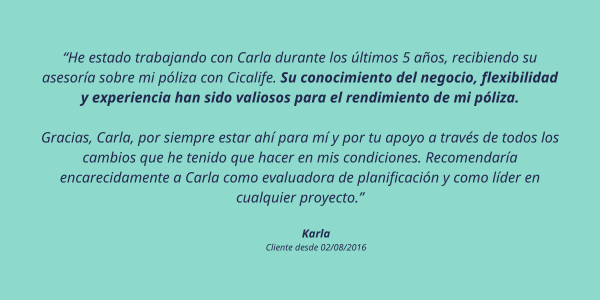 “He estado trabajando con Carla durante los últimos 5 años, recibiendo su
asesoría sobre mi póliza con Cicalife. Su conocimiento del negocio, flexibilidad
y experiencia han sido valiosos para el rendimiento de mi póliza.
Gracias, Carla, por siempre estar ahí para mí y por tu apoyo a través de todos los
cambios que he tenido que hacer en mis condiciones. Recomendaría
encarecidamente a Carla como evaluadora de planificación y como líder en
cualquier proyecto.”
Karla
Cliente desde 02/08/2016